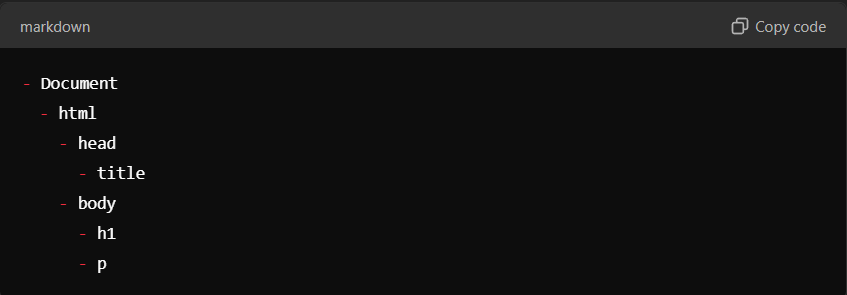 markdown
Copy code
- Document
  - html
    - head
      - title
    - body
      - h1
      - p